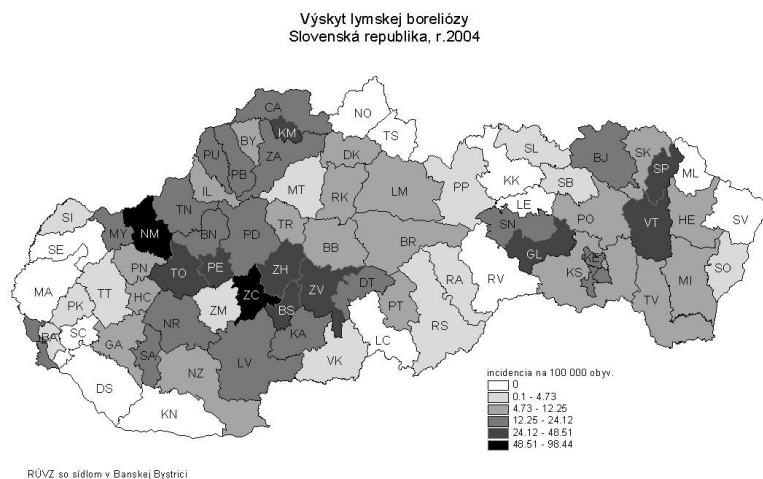 Výskyt lymskej boreliózy
Slovenská republika, r.2004
NO
CA
TS
KM
BY
SL
BJ
SK
PU
ZA
DK
SP
ML
PB
KK
SB
IL
MT
RK
LM
PP
LE
SI
TN
PO
HE
SV
MY
NM
BN
PD
TR
SN
VT
SE
BB
BR
GL
KE
SO
PN
TO
PE
ZH
RV
KS
MI
MA
TT
HC
ZC
ZV
DT
RA
TV
PK
ZM
BS
PT
NR
BA
SC
GA
SA
KA
LC
RS
LV
VK
NZ
DS
KN
incidencia na 100 000 obyv.
0
0.1 - 4.73
4.73 - 12.25
12.25 - 24.12
24.12 - 48.51
48.51 - 98.44
RÚVZ so sídlom v Banskej Bystrici